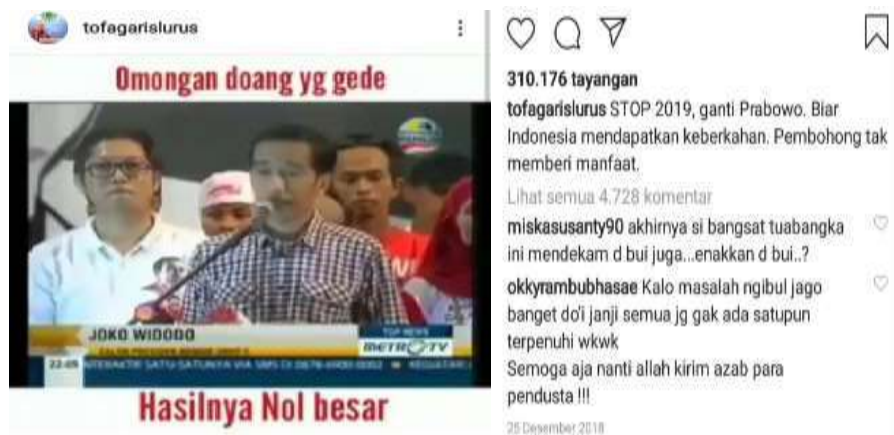 tofagarislurus
Omongan doang yg gede
JOKO WIDODO
TOP NEWS
METRO TV
22:05
Hasilnya Nol besar
310.176 tayangan
tofagarislurus STOP 2019, ganti Prabowo. Biar
Indonesia mendapatkan keberkahan. Pembohong tak
memberi manfaat.
Lihat semua 4.728 komentar
miskasusanty90 akhirnya si bangsat tuabangka
ini mendekam d bui juga...enakkan d bui..?
okkyrambubhasae Kalo masalah ngibul jago
banget do'i janji semua jg gak ada satupun
terpenuhi wkwk
Semoga aja nanti allah kirim azab para
pendusta !!!
25 Desember 2018